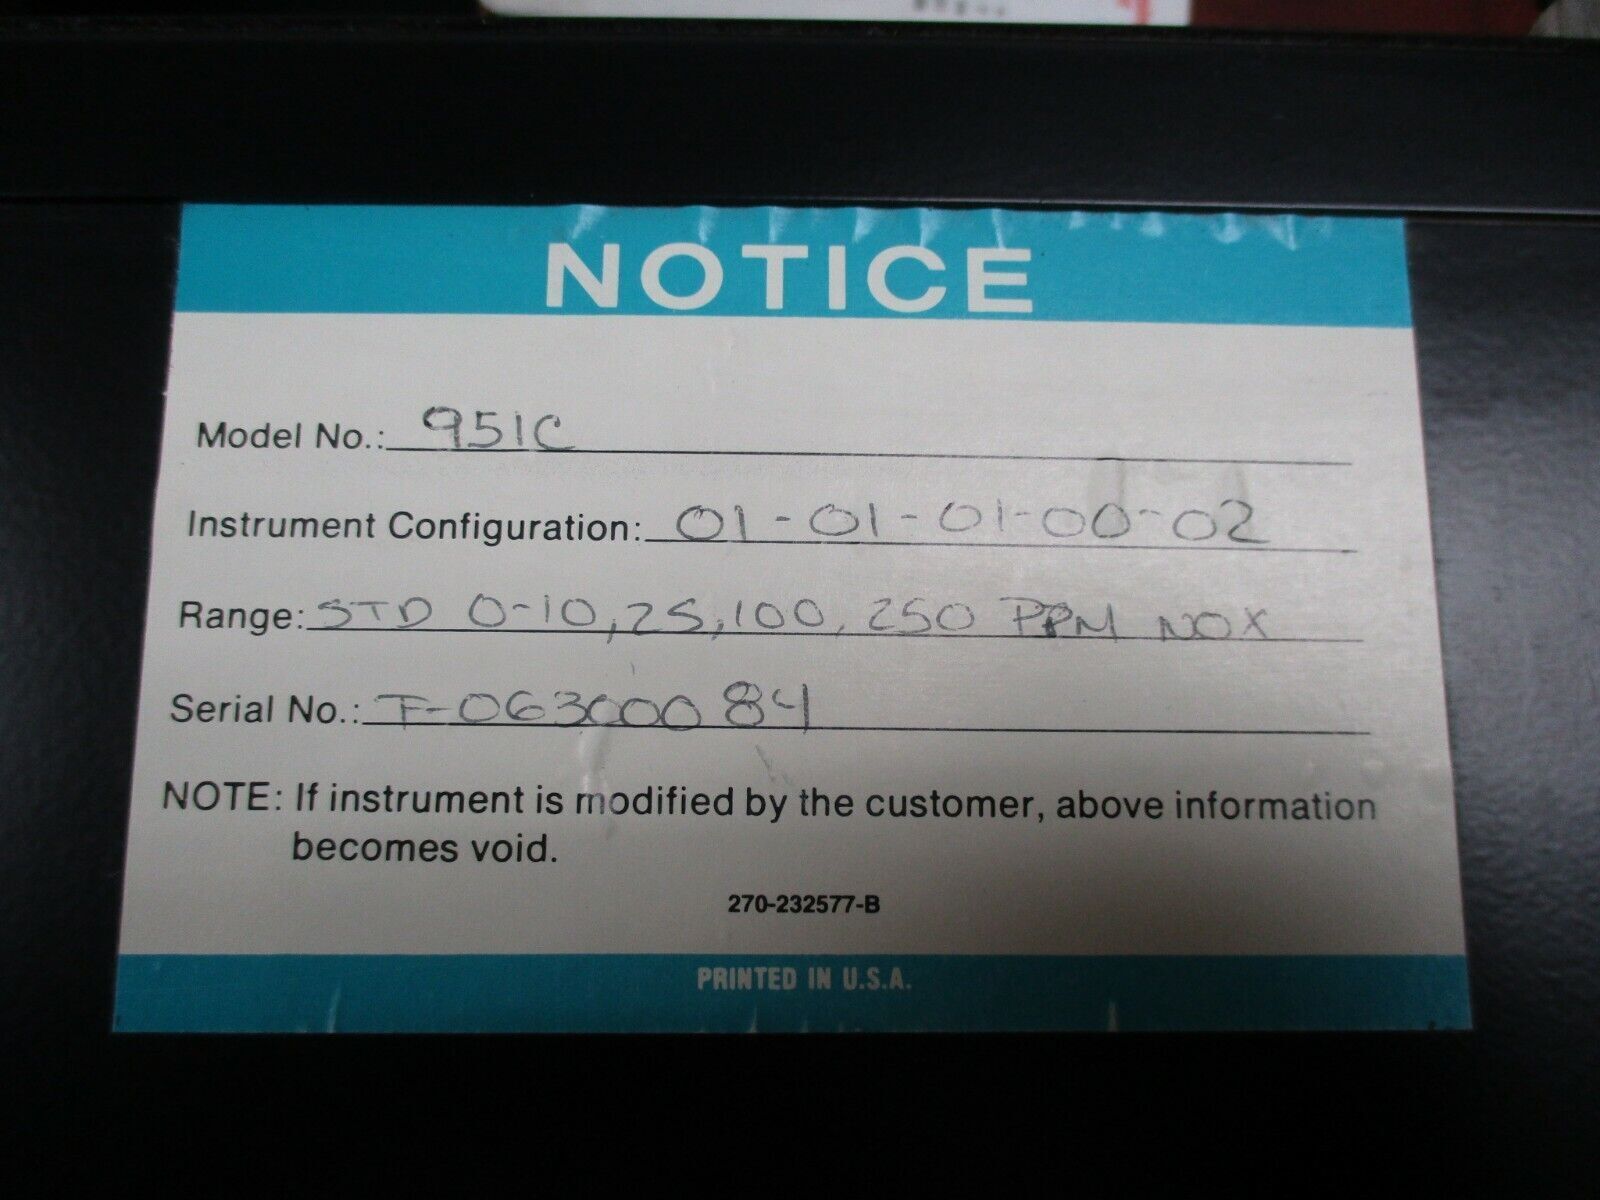 NOTICE
Model No.: 951C
Instrument Configuration: 01-01-01-00-02
Range: STD 0-10, 25, 100, 250 PPM NOX
Serial No.: F-06300084
NOTE: If instrument is modified by the customer, above information
becomes void.
270-232577-B
PRINTED IN U.S.A.